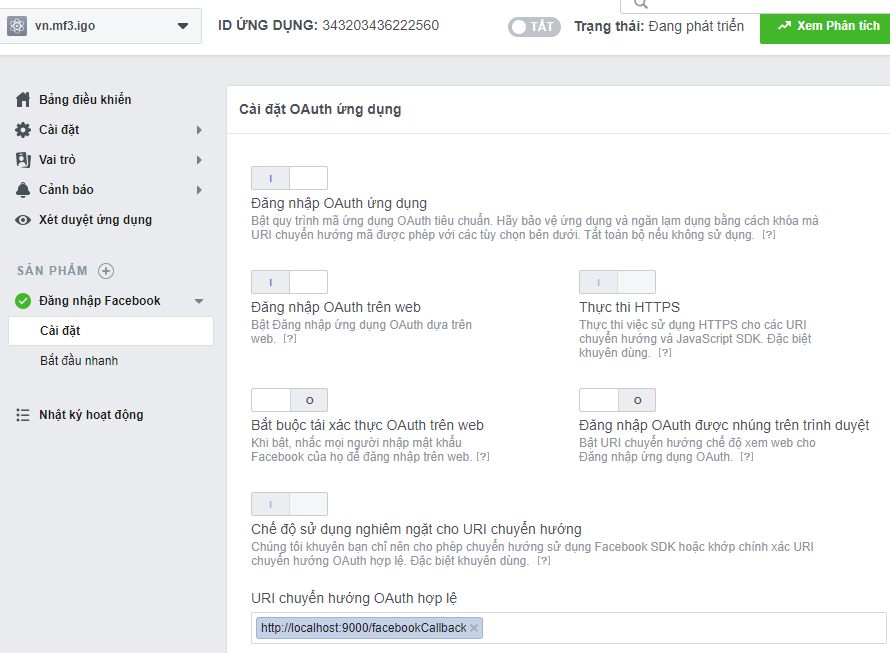 vn.mf3.igo
ID ỨNG DỤNG: 343203436222560
TẮT
Trạng thái: Đang phát triển
Xem Phân tích
Bảng điều khiển
Cài đặt
Vai trò
Cảnh báo
Xét duyệt ứng dụng
SẢN PHẨM
Đăng nhập Facebook
Cài đặt
Bắt đầu nhanh
Nhật ký hoạt động
Cài đặt OAuth ứng dụng
Đăng nhập OAuth ứng dụng
Bật quy trình mã ứng dụng OAuth tiêu chuẩn. Hãy bảo vệ ứng dụng và ngăn lạm dụng bằng cách khóa mà
URI chuyển hướng mã được phép với các tùy chọn bên dưới. Tắt toàn bộ nếu không sử dụng. [?]
Đăng nhập OAuth trên web
Bật Đăng nhập ứng dụng OAuth dựa trên
web. [?]
Thực thi HTTPS
Thực thi việc sử dụng HTTPS cho các URI
chuyển hướng và JavaScript SDK. Đặc biệt
khuyên dùng. [?]
Bắt buộc tái xác thực OAuth trên web
Khi bật, nhắc mọi người nhập mật khẩu
Facebook của họ để đăng nhập trên web. [?]
Đăng nhập OAuth được nhúng trên trình duyệt
Bật URI chuyển hướng chế độ xem web cho
Đăng nhập ứng dụng OAuth. [?]
Chế độ sử dụng nghiêm ngặt cho URI chuyển hướng
Chúng tôi khuyên bạn chỉ nên cho phép chuyển hướng sử dụng Facebook SDK hoặc khớp chính xác URI
chuyển hướng OAuth hợp lệ. Đặc biệt khuyên dùng. [?]
URI chuyển hướng OAuth hợp lệ
http://localhost:9000/facebookCallback